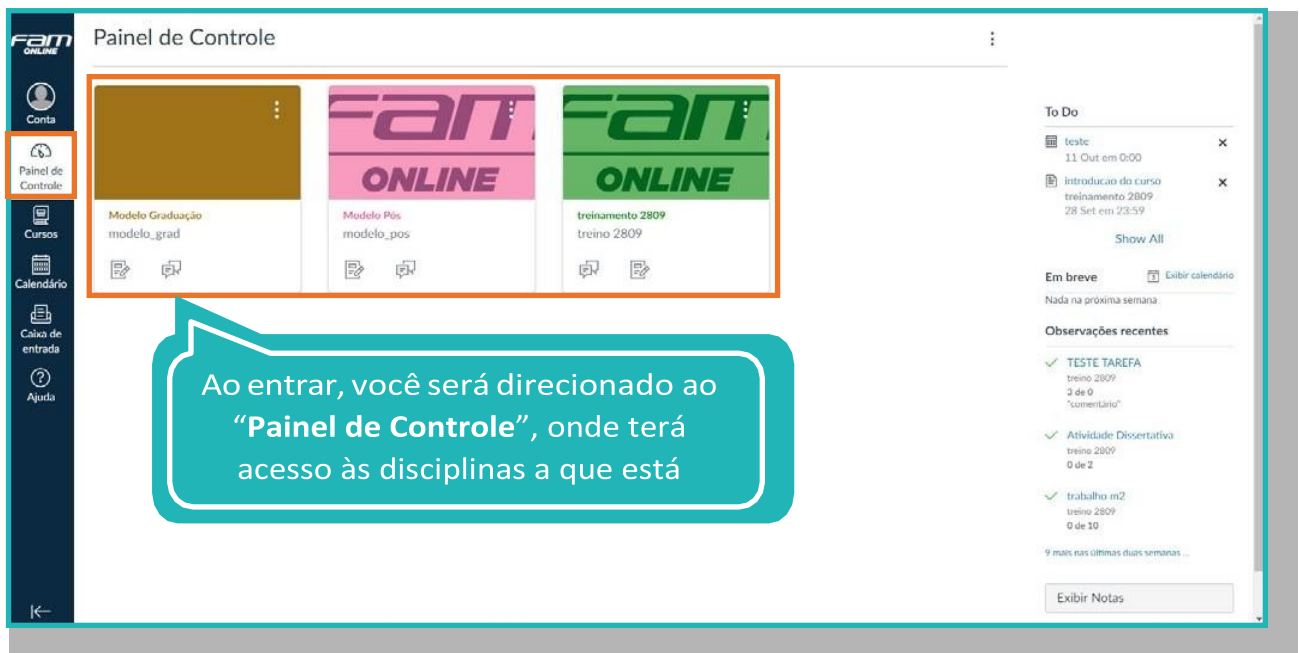 Fam
ONLINE
Conta
Painel de
Controle
Cursos
Calendário
Caixa de
entrada
Ajuda
Painel de Controle
Modelo Graduação
modelo_grad
Fam
ONLINE
Modelo Pós
modelo_pos
Fam
ONLINE
treinamento 2809
treino 2809
Ao entrar, você será direcionado ao
“Painel de Controle”, onde terá
acesso às disciplinas a que está
To Do
teste
11 Out em 0:00
introducao do curso
treinamento 2809
28 Set em 23:59
Show All
Em breve
Exibir calendário
Nada na próxima semana
Observações recentes
TESTE TAREFA
treino 2809
3 de 0
"comentário"
Atividade Dissertativa
treino 2809
0 de 2
trabalho m2
treino 2809
0 de 10
9 mais nas últimas duas semanas ...
Exibir Notas